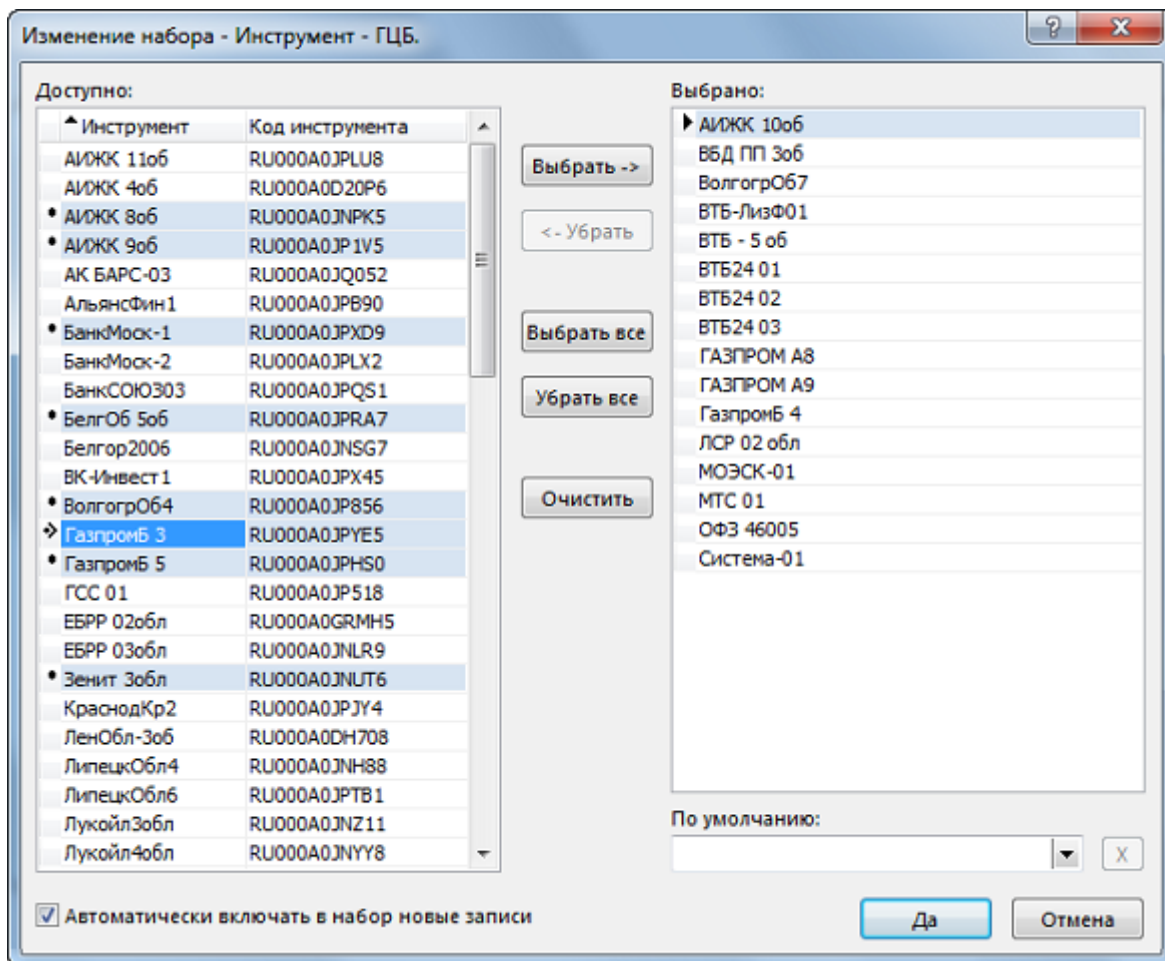 Изменение набора - Инструмент - ГЦБ.
Доступно:
Инструмент Код инструмента
АИЖК 11об RU000A0JPLU8
АИЖК 4об RU000A0D20P6
АИЖК 8об RU000A0JNPK5
АИЖК 9об RU000A0JP1V5
АК БАРС-03 RU000A0JQ052
АльянсФин1 RU000A0JPB90
БанкМоск-1 RU000A0JPXD9
БанкМоск-2 RU000A0JPLX2
БанкСОЮЗ03 RU000A0JPQS1
БелгОб 5об RU000A0JPRA7
Белгор2006 RU000A0JNSG7
ВК-Инвест1 RU000A0JPX45
ВолгогрОб4 RU000A0JP856
ГазпромБ 3 RU000A0JPYE5
ГазпромБ 5 RU000A0JPHS0
ГСС 01 RU000A0JP518
ЕБРР 02обл RU000A0GRMH5
ЕБРР 03обл RU000A0JNLR9
Зенит 3обл RU000A0JNUT6
КраснодКр2 RU000A0JPJY4
ЛенОбл-3об RU000A0DH708
ЛипецкОбл4 RU000A0JNH88
ЛипецкОбл6 RU000A0JPTB1
Лукойл3обл RU000A0JNZ11
Лукойл4обл RU000A0JNYY8
Выбрать ->
<- Убрать
Выбрать все
Убрать все
Очистить
Выбрано:
АИЖК 10об
ВБД ПП 3об
ВолгогрОб7
ВТБ-ЛизФ01
ВТБ - 5 об
ВТБ24 01
ВТБ24 02
ВТБ24 03
ГАЗПРОМ А8
ГАЗПРОМ А9
ГазпромБ 4
ЛСР 02 обл
МОЭСК-01
МТС 01
ОФЗ 46005
Система-01
По умолчанию:
X
Автоматически включать в набор новые записи
Да
Отмена